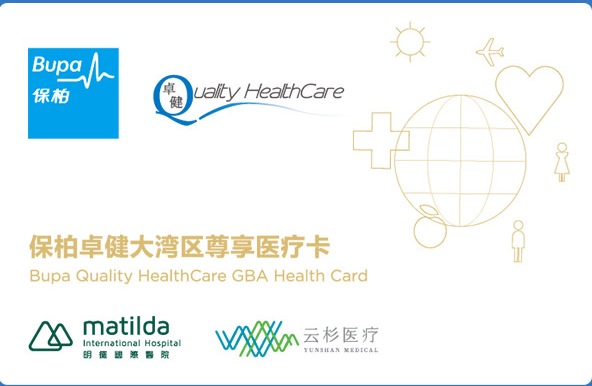 Bupa
保柏
Quality HealthCare
卓健
保柏卓健大湾区尊享医疗卡
Bupa Quality HealthCare GBA Health Card
matilda
International Hospital
明德國際醫院
云杉医疗
YUNSHAN MEDICAL